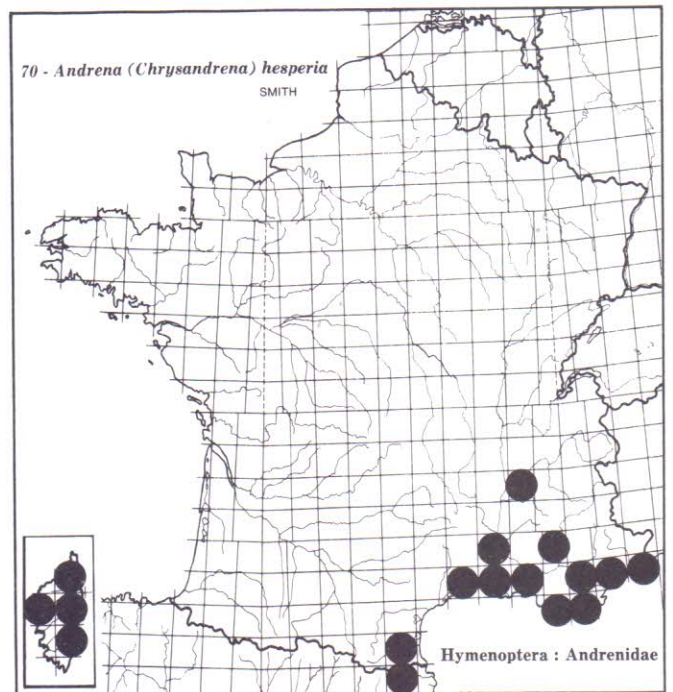 70 - Andrena (Chrysandrena) hesperia
SMITH
Hymenoptera : Andrenidae